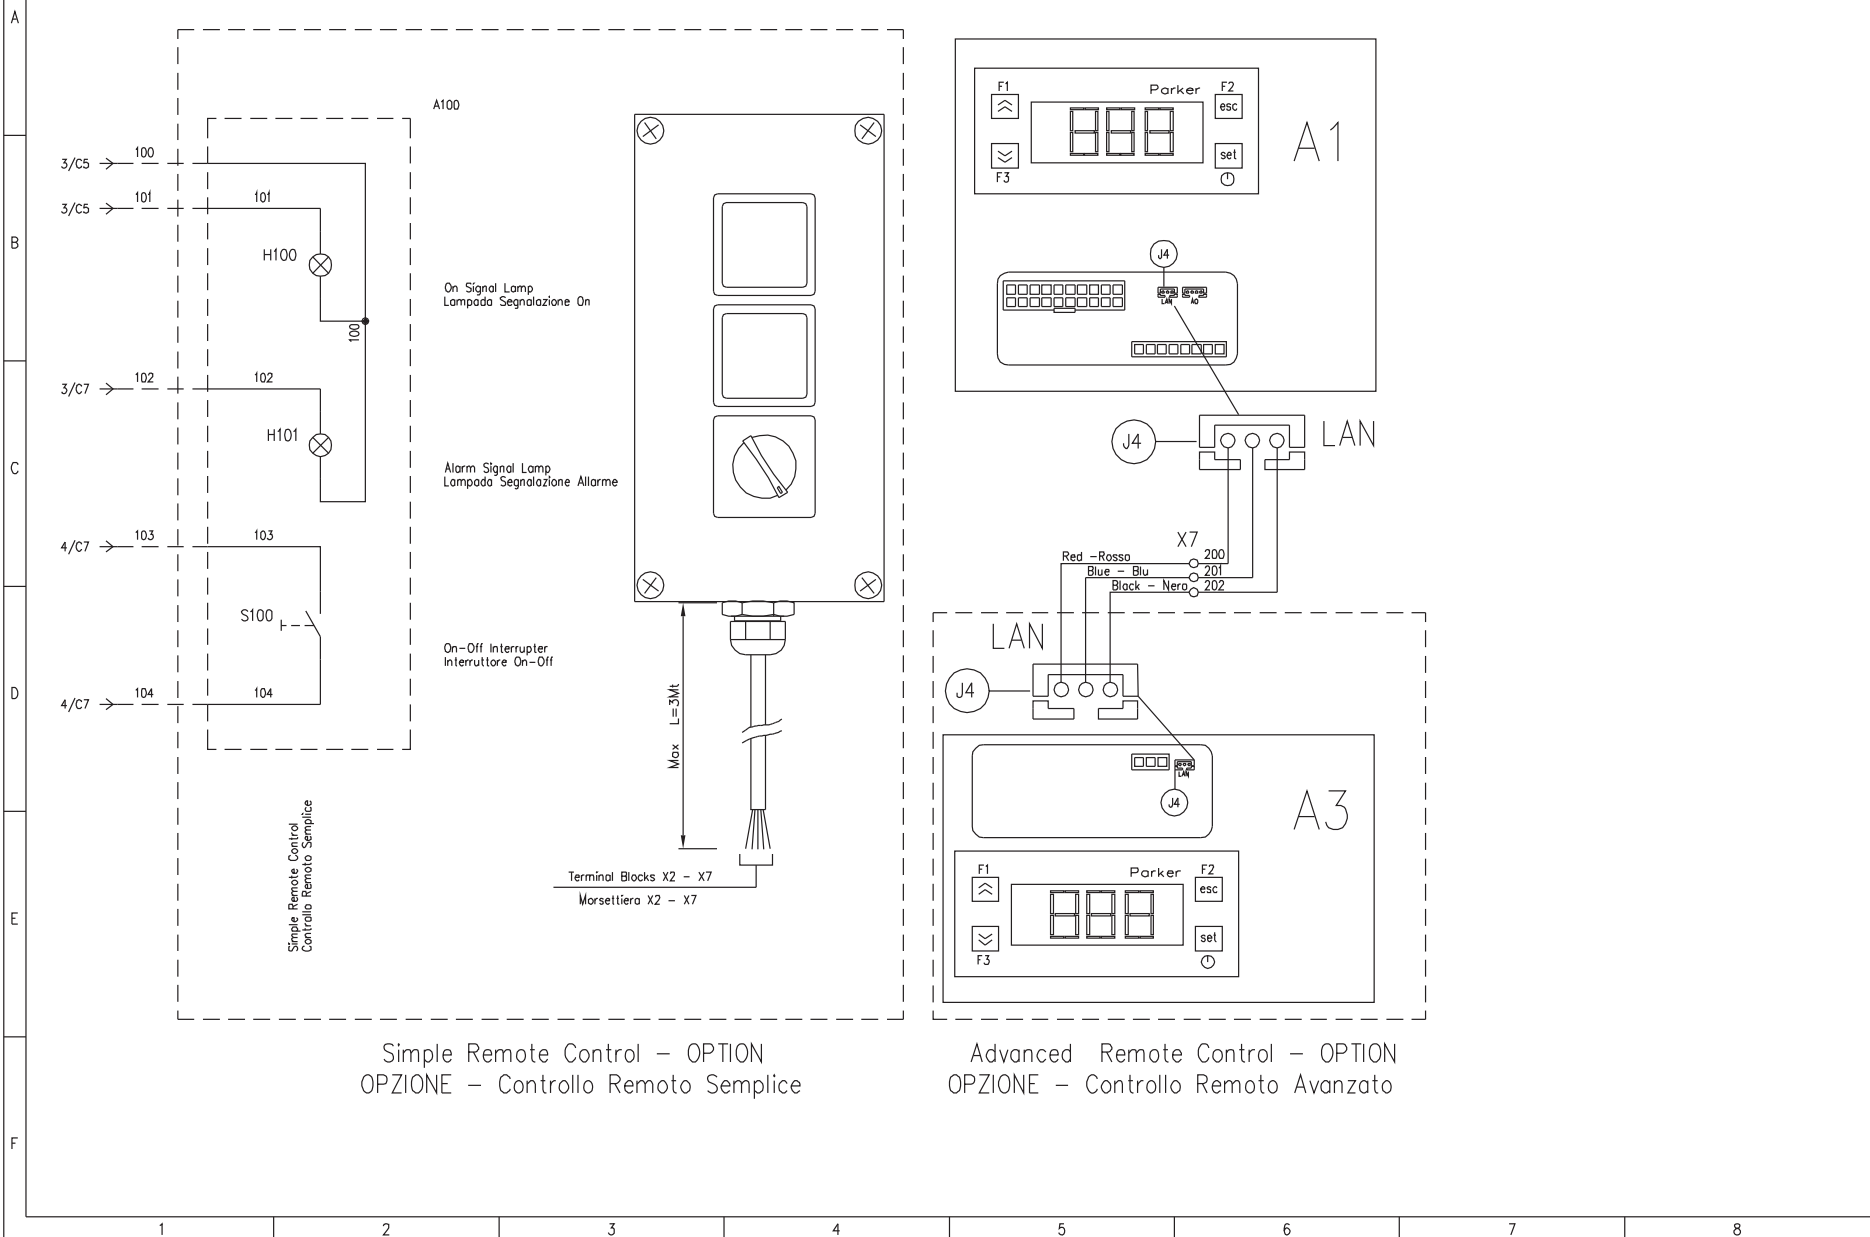 A
B
C
D
E
F
A100
3/C5
100
3/C5
101
101
H100
100
On Signal Lamp
Lampada Segnalazione On
3/C7
102
102
H101
Alarm Signal Lamp
Lampada Segnalazione Allarme
4/C7
103
103
S100
On-Off Interrupter
Interruttore On-Off
4/C7
104
104
Simple Remote Control
Controllo Remoto Semplice
Max L=3Mt
Terminal Blocks X2 - X7
Morsettiera X2 - X7
Simple Remote Control - OPTION
OPZIONE - Controllo Remoto Semplice
F1
Parker
F2
esc
set
F3
A1
J4
LAN
AO
J4
LAN
X7
Red -Rosso
200
Blue - Blu
201
Black - Nero
202
LAN
J4
LAN
J4
A3
F1
Parker
F2
esc
set
F3
Advanced Remote Control - OPTION
OPZIONE - Controllo Remoto Avanzato
1
2
3
4
5
6
7
8